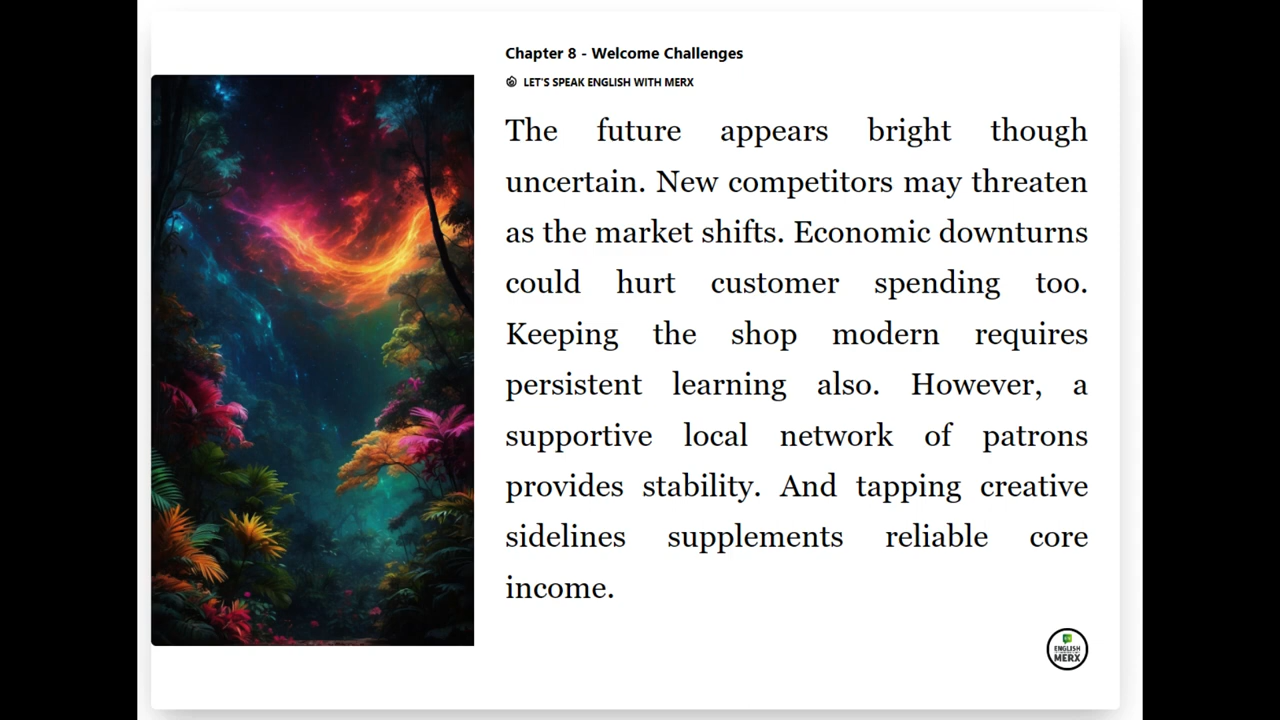 Chapter 8 - Welcome Challenges
LET'S SPEAK ENGLISH WITH MERX
The future appears bright though
uncertain. New competitors may threaten
as the market shifts. Economic downturns
could hurt customer spending too.
Keeping the shop modern requires
persistent learning also. However, a
supportive local network of patrons
provides stability. And tapping creative
sidelines supplements reliable core
income.
ENGLISH
MERX